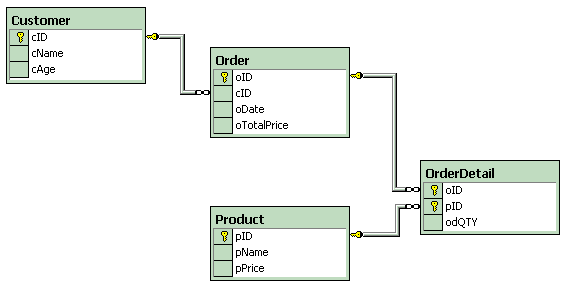 Customer
cID
cName
cAge
Order
oID
cID
oDate
oTotalPrice
OrderDetail
oID
pID
odQTY
Product
pID
pName
pPrice